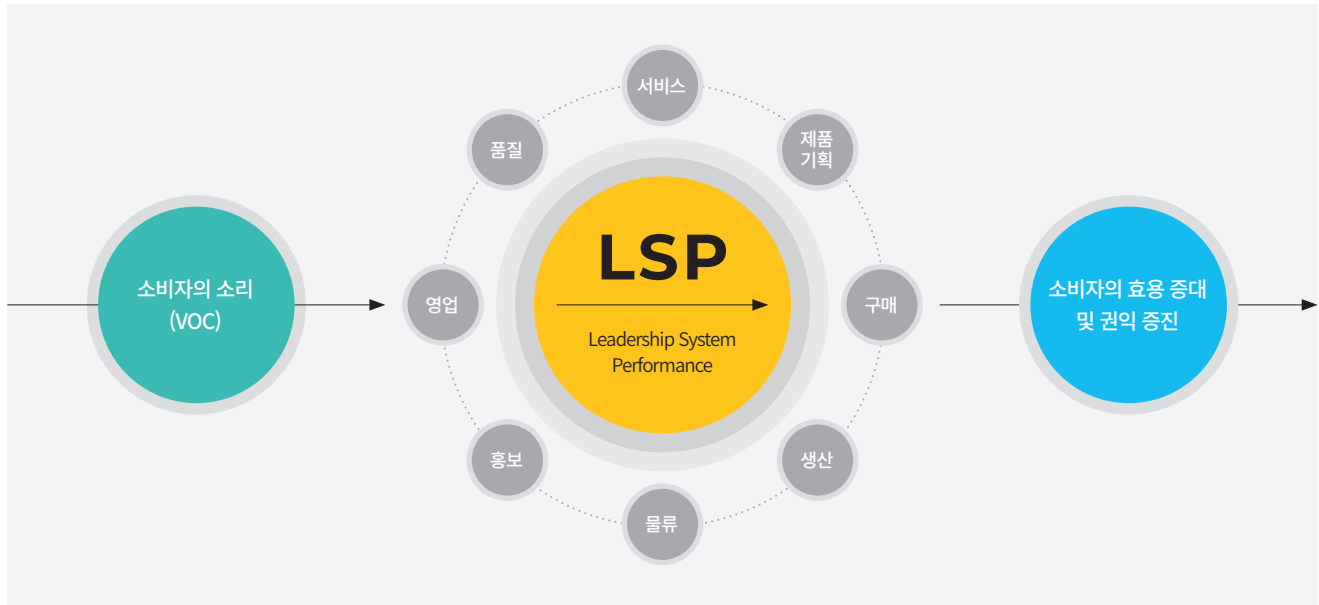 소비자의 소리
(VOC)
서비스
제품
기획
구매
생산
물류
홍보
영업
품질
LSP
Leadership System
Performance
소비자의 효용 증대
및 권익 증진